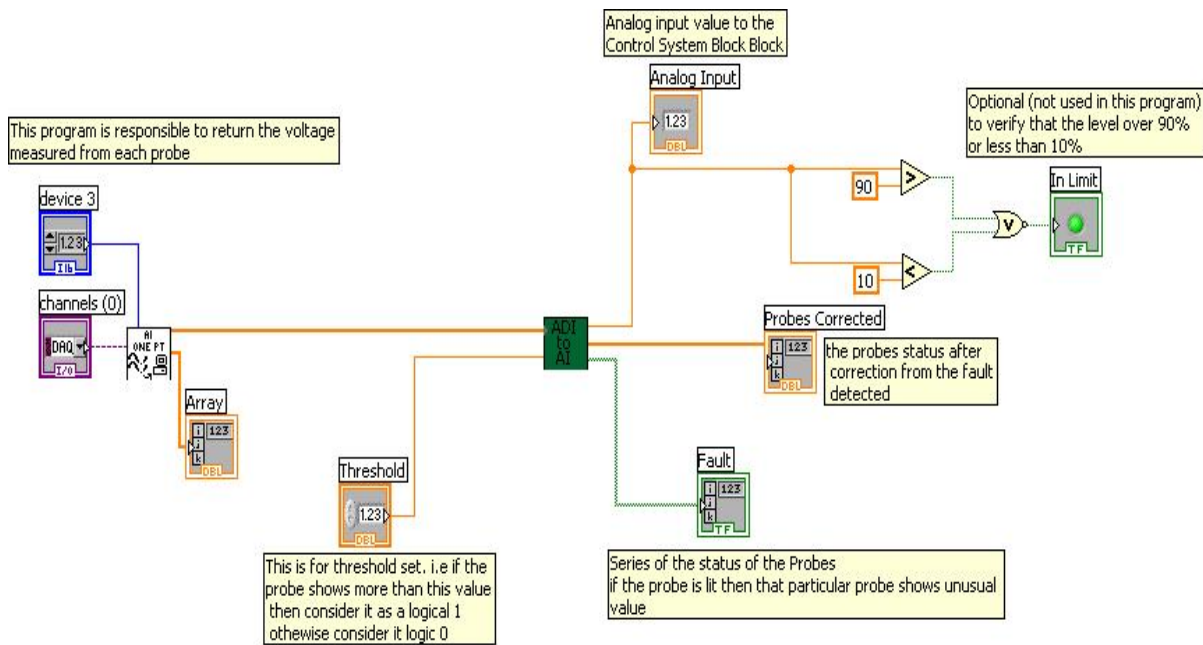 Analog input value to the
Control System Block Block
Analog Input
1.23
DBL
Optional (not used in this program)
to verify that the level over 90%
or less than 10%
In Limit
TF
This program is responsible to return the voltage
measured from each probe
device 3
1.23
I16
90
>
V
10
<
channels (0)
DAQ
I/O
AI
ONE PT
ADI
to
AI
Probes Corrected
i
j
k
123
DBL
the probes status after
correction from the fault
detected
Array
i
j
k
123
DBL
Threshold
1.23
DBL
This is for threshold set. i.e if the
probe shows more than this value
then consider it as a logical 1
othewise consider it logic 0
Fault
i
j
k
123
TF
Series of the status of the Probes
if the probe is lit then that particular probe shows unusual
value